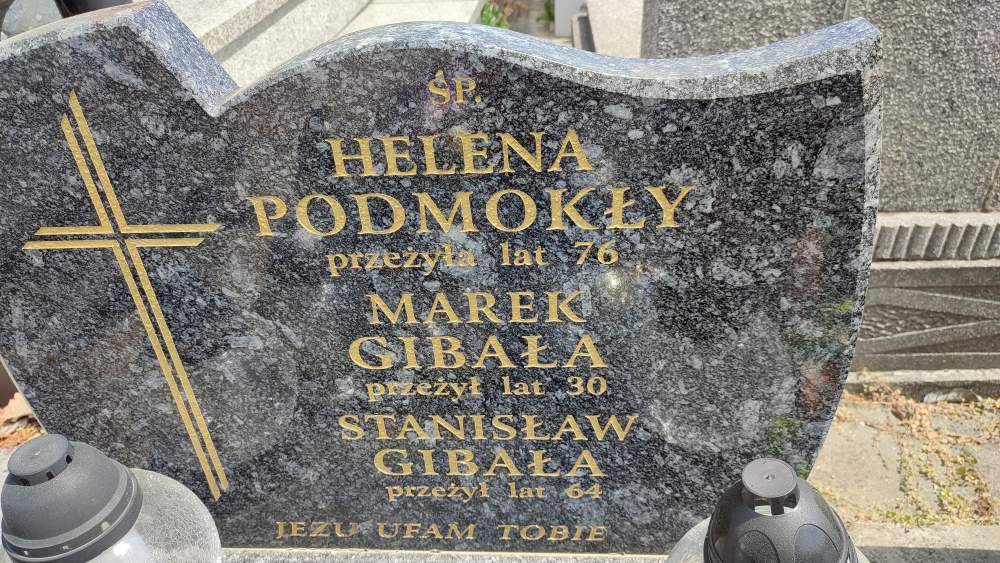 ŚP.
HELENA
PODMOKŁY
przeżyła lat 76
MAREK
GIBAŁA
przeżył lat 30
STANISŁAW
GIBAŁA
przeżył lat 64
JEZU UFAM TOBIE